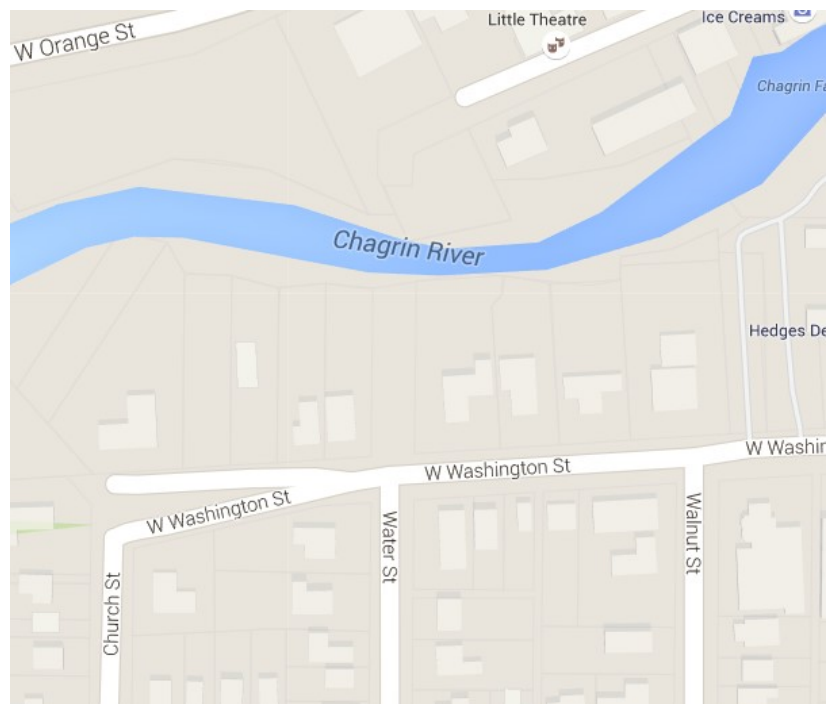 Little Theatre
Ice Creams
W Orange St
Chagrin Fa
Chagrin River
Hedges De
W Washin
W Washington St
W Washington St
Water St
Walnut St
Church St